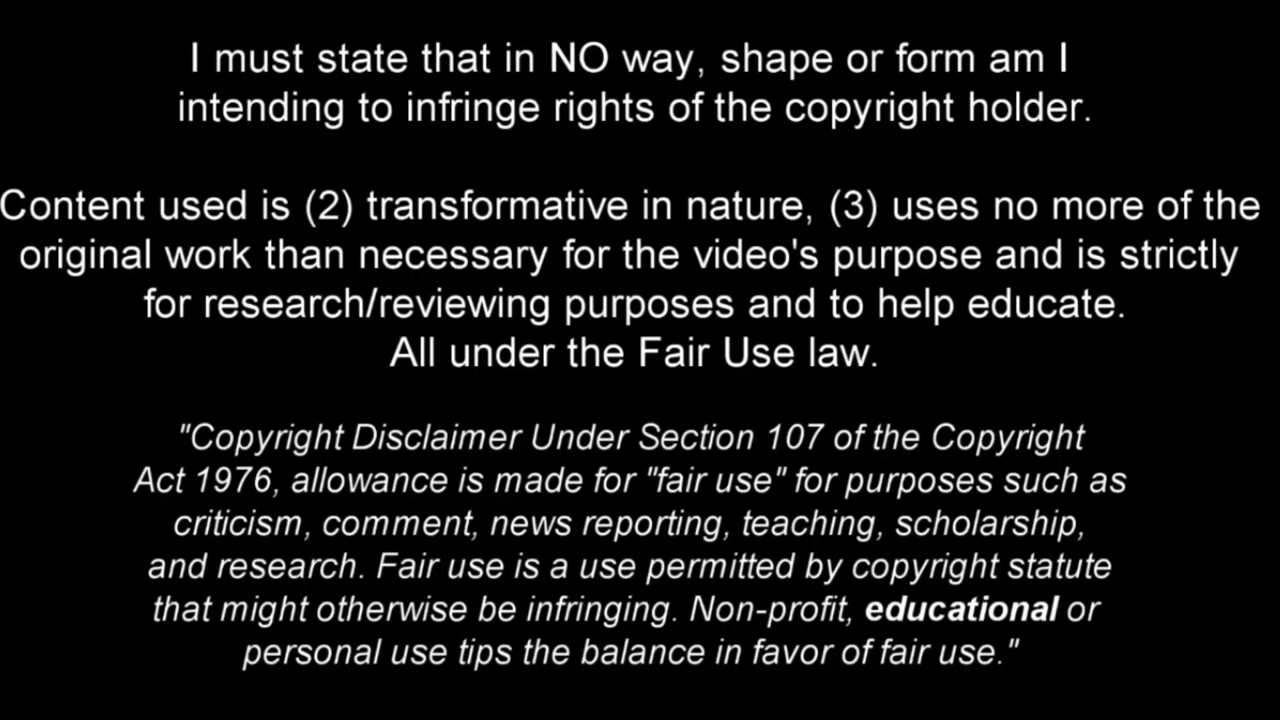 I must state that in NO way, shape or form am I
intending to infringe rights of the copyright holder.
Content used is (2) transformative in nature, (3) uses no more of the
original work than necessary for the video's purpose and is strictly
for research/reviewing purposes and to help educate.
All under the Fair Use law.
"Copyright Disclaimer Under Section 107 of the Copyright
Act 1976, allowance is made for "fair use" for purposes such as
criticism, comment, news reporting, teaching, scholarship,
and research. Fair use is a use permitted by copyright statute
that might otherwise be infringing. Non-profit, educational or
personal use tips the balance in favor of fair use."